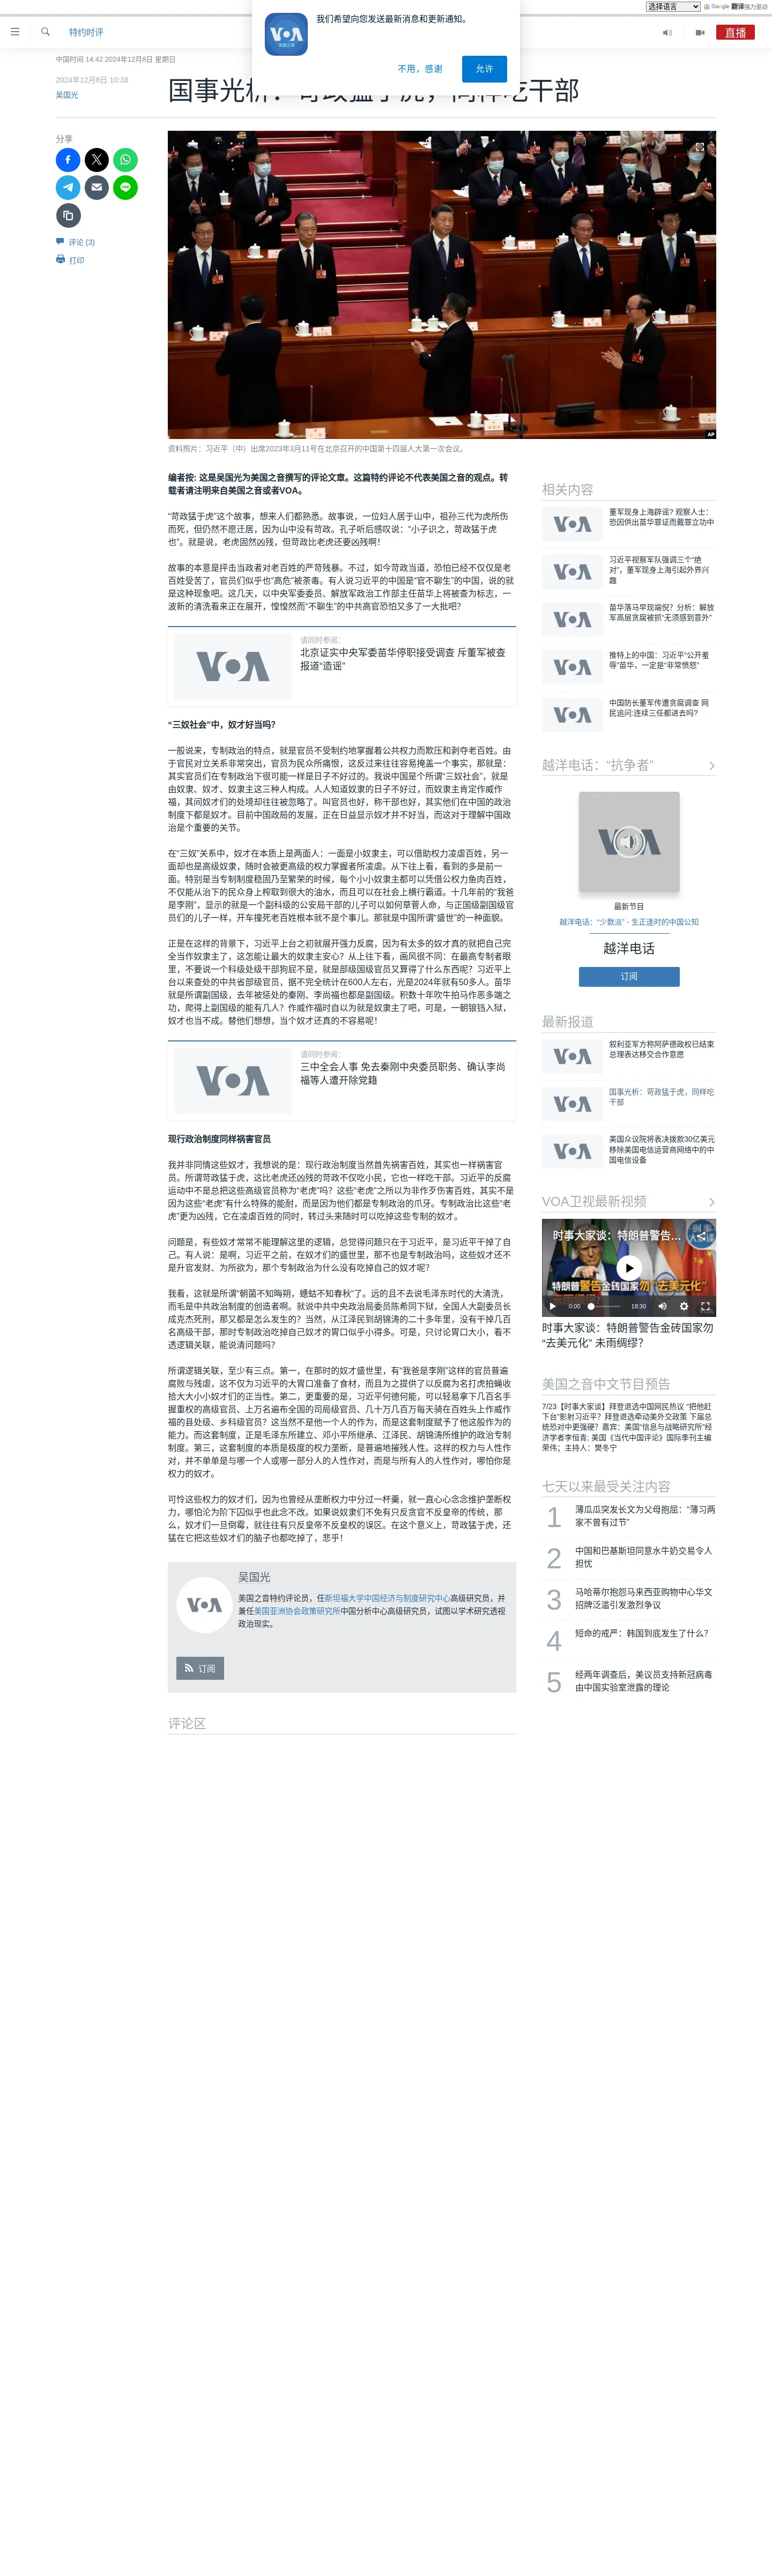 选择语言
由 Google 翻译强力驱动
我们希望向您发送最新消息和更新通知。
VOA
美国之音
不用，感谢
允许
特约时评
直播
中国时间 14:42 2024年12月8日 星期日
2024年12月8日 10:38
吴国光
国事光析：苛政猛于虎，同样吃干部
分享
评论 (3)
打印
AP
资料照片：习近平（中）出席2023年3月11号在北京召开的中国第十四届人大第一次会议。
编者按: 这是吴国光为美国之音撰写的评论文章。这篇特约评论不代表美国之音的观点。转
载者请注明来自美国之音或者VOA。
“苛政猛于虎”这个故事，想来人们都熟悉。故事说，一位妇人居于山中，祖孙三代为虎所伤
而死，但仍然不愿迁居，因为山中没有苛政。孔子听后感叹说：“小子识之，苛政猛于虎
也”。就是说，老虎固然凶残，但苛政比老虎还要凶残啊！
故事的本意是抨击当政者对老百姓的严苛残暴。不过，如今苛政当道，恐怕已经不仅仅是老
百姓受苦了，官员们似乎也“高危”被荼毒。有人说习近平的中国是“官不聊生”的中国，说的就
是这种现象吧。这几天，以中央军委委员、解放军政治工作部主任苗华上将被查为标志，一
波新的清洗看来正在展开，惶惶然而“不聊生”的中共高官恐怕又多了一大批吧？
请同时参阅：
北京证实中央军委苗华停职接受调查 斥董军被查
报道“造谣”
VOA
“三奴社会”中，奴才好当吗？
一般说来，专制政治的特点，就是官员不受制约地掌握着公共权力而欺压和剥夺老百姓。由
于官民对立关系非常突出，官员为民众所痛恨，这反过来往往容易掩盖一个事实，那就是：
其实官员们在专制政治下很可能一样是日子不好过的。我说中国是个所谓“三奴社会”，就是
由奴隶、奴才、奴隶主这三种人构成。人人知道奴隶的日子不好过，而奴隶主肯定作威作
福，其间奴才们的处境却往往被忽略了。叫官员也好，称干部也好，其实他们在中国的政治
制度下都是奴才。目前中国政局的发展，正在日益显示奴才并不好当，而这对于理解中国政
治是个重要的关节。
在“三奴”关系中，奴才在本质上是两面人：一面是小奴隶主，可以借助权力凌虐百姓，另一
面却也是高级奴隶，随时会被更高级的权力掌握者所凌虐。从下往上看，看到的多是前一
面。特别是当专制制度稳固乃至繁荣的时候，每个小小奴隶主都可以凭借公权力鱼肉百姓，
不仅能从治下的民众身上榨取到很大的油水，而且可以在社会上横行霸道。十几年前的“我爸
是李刚”，显示的就是一个副科级的公安局干部的儿子可以如何草菅人命，与正国级副国级官
员们的儿子一样，开车撞死老百姓根本就不是个事儿。那就是中国所谓“盛世”的一种面貌。
正是在这样的背景下，习近平上台之初就展开强力反腐，因为有太多的奴才真的就把自己完
全当作奴隶主了，这怎能让最大的奴隶主安心？从上往下看，画风很不同：在最高专制者眼
里，不要说一个科级处级干部狗屁不是，就是部级国级官员又算得了什么东西呢？习近平上
台以来查处的中共省部级官员，据不完全统计在600人左右，光是2024年就有50多人。苗华
就是所谓副国级，去年被惩处的秦刚、李尚福也都是副国级。积数十年吹牛拍马作恶多端之
功，爬得上副国级的能有几人？作威作福时自以为就是奴隶主了吧，可是，一朝锒铛入狱，
奴才也当不成。替他们想想，当个奴才还真的不容易呢！
请同时参阅：
三中全会人事 免去秦刚中央委员职务、确认李尚
福等人遭开除党籍
VOA
现行政治制度同样祸害官员
我并非同情这些奴才，我想说的是：现行政治制度当然首先祸害百姓，其实也一样祸害官
员。所谓苛政猛于虎，这比老虎还凶残的苛政不仅吃小民，它也一样吃干部。习近平的反腐
运动中不是总把这些高级官员称为“老虎”吗？这些“老虎”之所以为非作歹伤害百姓，其实不是
因为这些“老虎”有什么特殊的能耐，而是因为他们都是专制政治的爪牙。专制政治比这些“老
虎”更为凶残，它在凌虐百姓的同时，转过头来随时可以吃掉这些专制的奴才。
问题是，有些奴才常常不能理解这里的逻辑，总觉得问题只在于习近平，是习近平干掉了自
己。有人说：是啊，习近平之前，在奴才们的盛世里，那不也是专制政治吗，这些奴才还不
是升官发财、为所欲为，那个专制政治为什么没有吃掉自己的奴才呢？
我看，这就是所谓“朝菌不知晦朔，蟪蛄不知春秋”了。远的且不去说毛泽东时代的大清洗，
而毛是中共政治制度的创造者啊。就说中共中央政治局委员陈希同下狱，全国人大副委员长
成克杰死刑，那又都是怎么发生的？当然，从江泽民到胡锦涛的二十多年里，没有干掉几百
名高级干部，那时专制政治吃掉自己奴才的胃口似乎小得多。可是，只讨论胃口大小，看不
透逻辑关联，能说清问题吗？
所谓逻辑关联，至少有三点。第一，在那时的奴才盛世里，有“我爸是李刚”这样的官员普遍
腐败与残虐，这不仅为习近平的大胃口准备了食材，而且为之提供了以反腐为名打虎拍蝇收
拾大大小小奴才们的正当性。第二，更重要的是，习近平何德何能，可以轻易拿下几百名手
握重权的高级官员、上万名遍布全国的司局级官员、几十万几百万每天骑在百姓头上作威作
福的县处级、乡科级官员？这当然不是他一个人的作为，而是这套制度赋予了他这般作为的
能力。而这套制度，正是毛泽东所建立、邓小平所继承、江泽民、胡锦涛所维护的政治专制
制度。第三，这套制度的本质是极度的权力垄断，是普遍地摧残人性。这样的权力与人性作
对，并不单单是与哪一个人或哪一部分人的人性作对，而是与所有人的人性作对，哪怕你是
权力的奴才。
可怜这些权力的奴才们，因为也曾经从垄断权力中分过一杯羹，就一直心心念念维护垄断权
力，哪怕沦为阶下囚似乎也此念不改。如果说奴隶们不免有只反贪官不反皇帝的传统，那
么，奴才们一旦倒霉，就往往有只反皇帝不反皇权的误区。在这个意义上，苛政猛于虎，还
猛在它把这些奴才们的脑子也都吃掉了，悲乎！
VOA
吴国光
美国之音特约评论员，任斯坦福大学中国经济与制度研究中心高级研究员，并
兼任美国亚洲协会政策研究所中国分析中心高级研究员，试图以学术研究透视
政治现实。
订阅
评论区
相关内容
VOA
董军现身上海辟谣? 观察人士：
恐因供出苗华罪证而戴罪立功中
VOA
习近平视察军队强调三个“绝
对”，董军现身上海引起外界兴
趣
VOA
苗华落马早现端倪？分析：解放
军高层贪腐被抓“无须感到意外”
VOA
推特上的中国：习近平“公开羞
辱”苗华，一定是“非常愤怒”
VOA
中国防长董军传遭贪腐调查 网
民追问:连续三任都进去吗？
越洋电话：“抗争者”
VOA
最新节目
越洋电话：“少数派” - 生正逢时的中国公知
越洋电话
订阅
最新报道
VOA
叙利亚军方称阿萨德政权已结束
总理表达移交合作意愿
VOA
国事光析：苛政猛于虎，同样吃
干部
VOA
美国众议院将表决拨款30亿美元
移除美国电信运营商网络中的中
国电信设备
VOA卫视最新视频
时事大家谈：特朗普警告...
特朗普警告金砖国家勿“去美元化”
0:00
18:30
时事大家谈：特朗普警告金砖国家勿
“去美元化” 未雨绸缪？
美国之音中文节目预告
7/23【时事大家谈】拜登退选中国网民热议 “把他赶
下台”影射习近平？拜登退选牵动美外交政策 下届总
统恐对中更强硬？嘉宾：美国“信息与战略研究所”经
济学者李恒青; 美国《当代中国评论》国际季刊主编
荣伟；主持人：樊冬宁
七天以来最受关注内容
1
薄瓜瓜突发长文为父母抱屈：“薄习两
家不曾有过节”
2
中国和巴基斯坦同意水牛奶交易令人
担忧
3
马哈蒂尔抱怨马来西亚购物中心华文
招牌泛滥引发激烈争议
4
短命的戒严：韩国到底发生了什么？
5
经两年调查后，美议员支持新冠病毒
由中国实验室泄露的理论